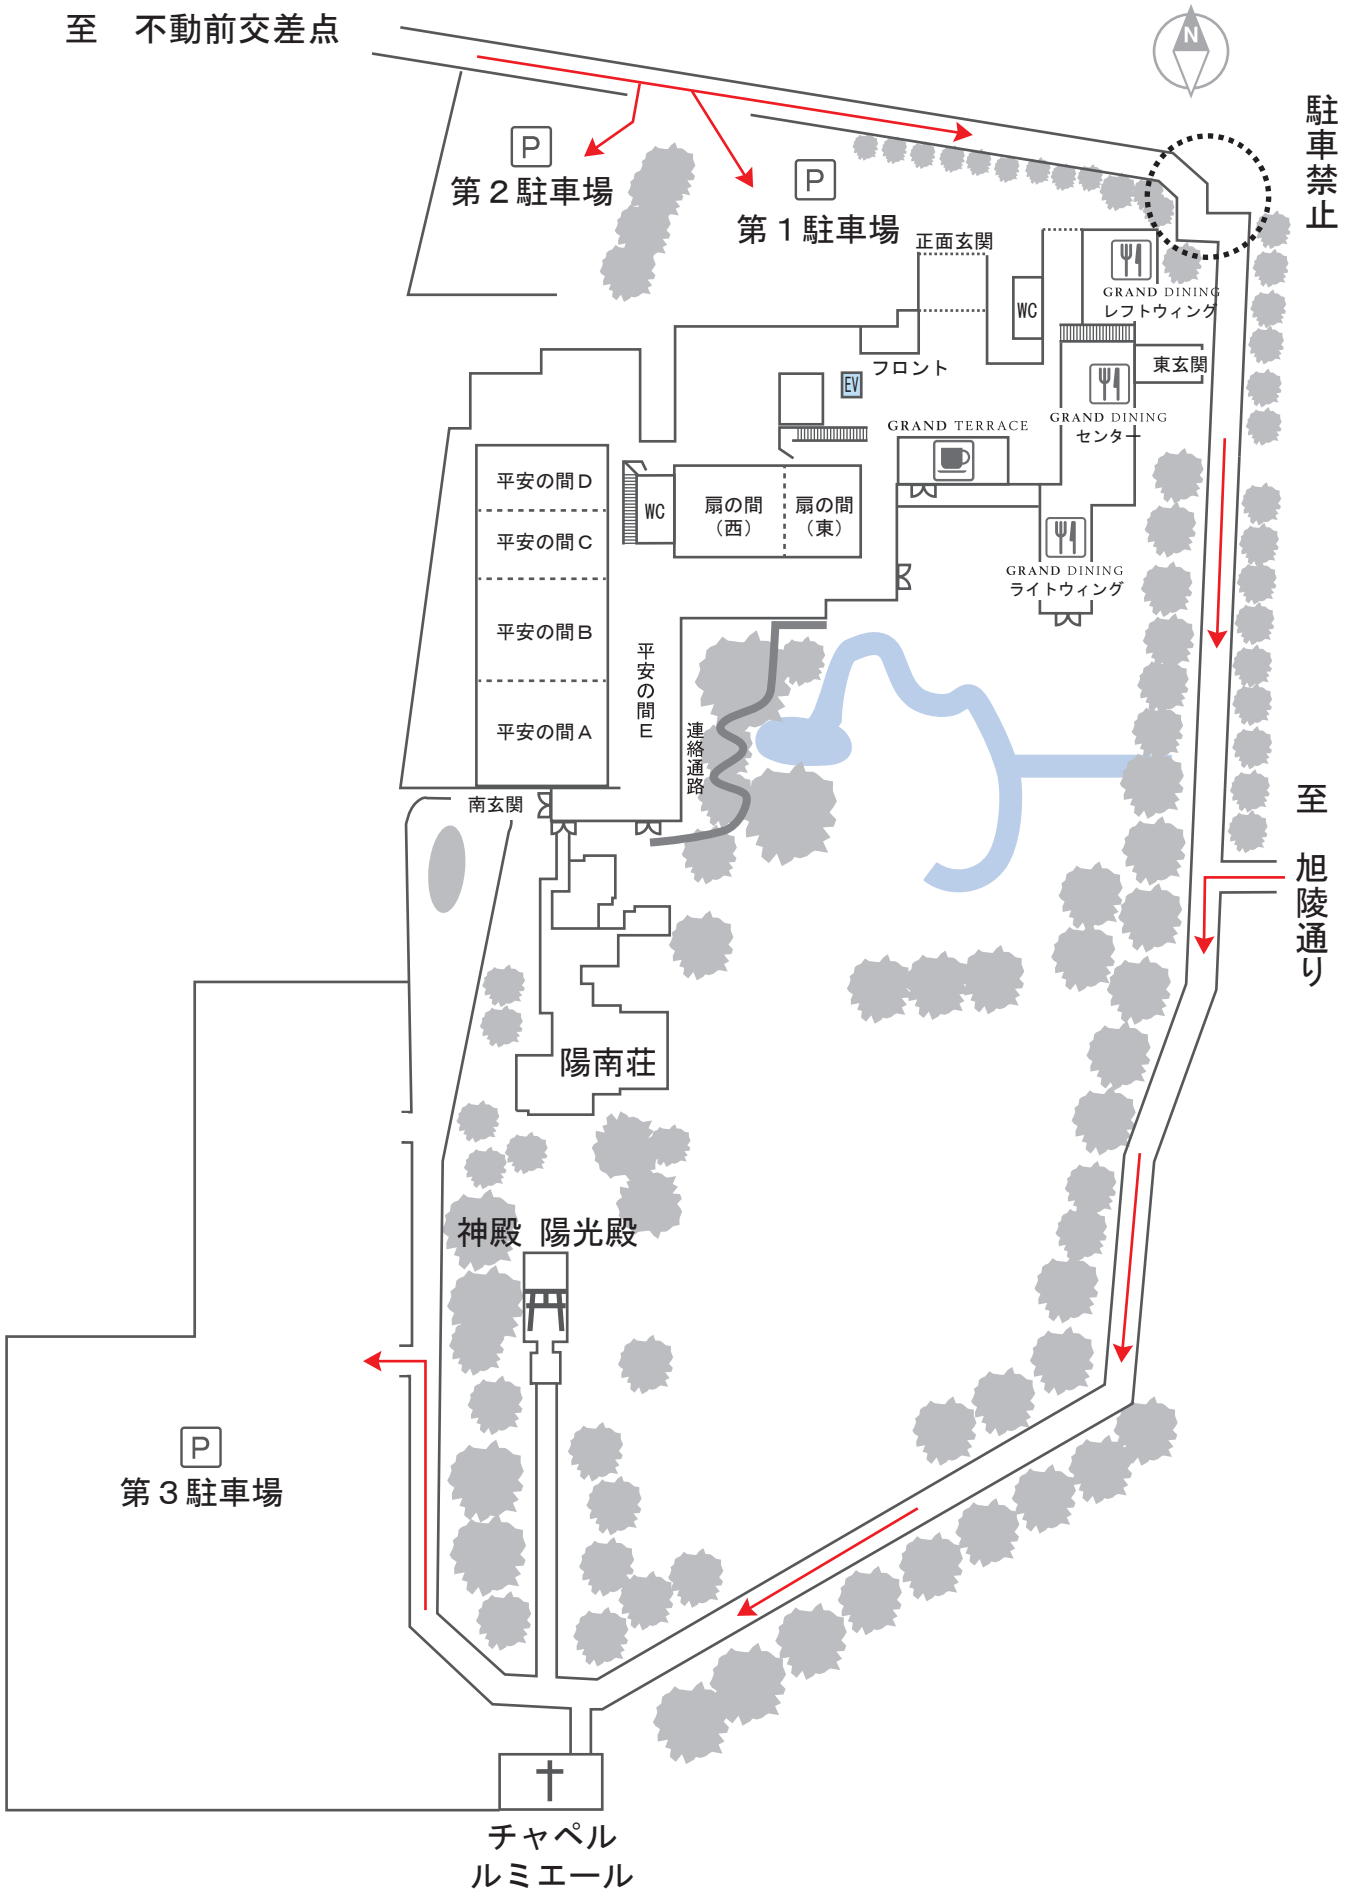 至　不動前交差点
N
駐車禁止
P
第２駐車場
P
第１駐車場
正面玄関
WC
GRAND DINING
レフトウィング
東玄関
フロント
EV
GRAND DINING
センター
GRAND TERRACE
平安の間Ｄ
平安の間Ｃ
平安の間Ｂ
平安の間Ａ
WC
扇の間
（西）
扇の間
（東）
GRAND DINING
ライトウィング
平安の間Ｅ
連絡通路
南玄関
至　旭陵通り
陽南荘
神殿 陽光殿
P
第３駐車場
チャペル
ルミエール